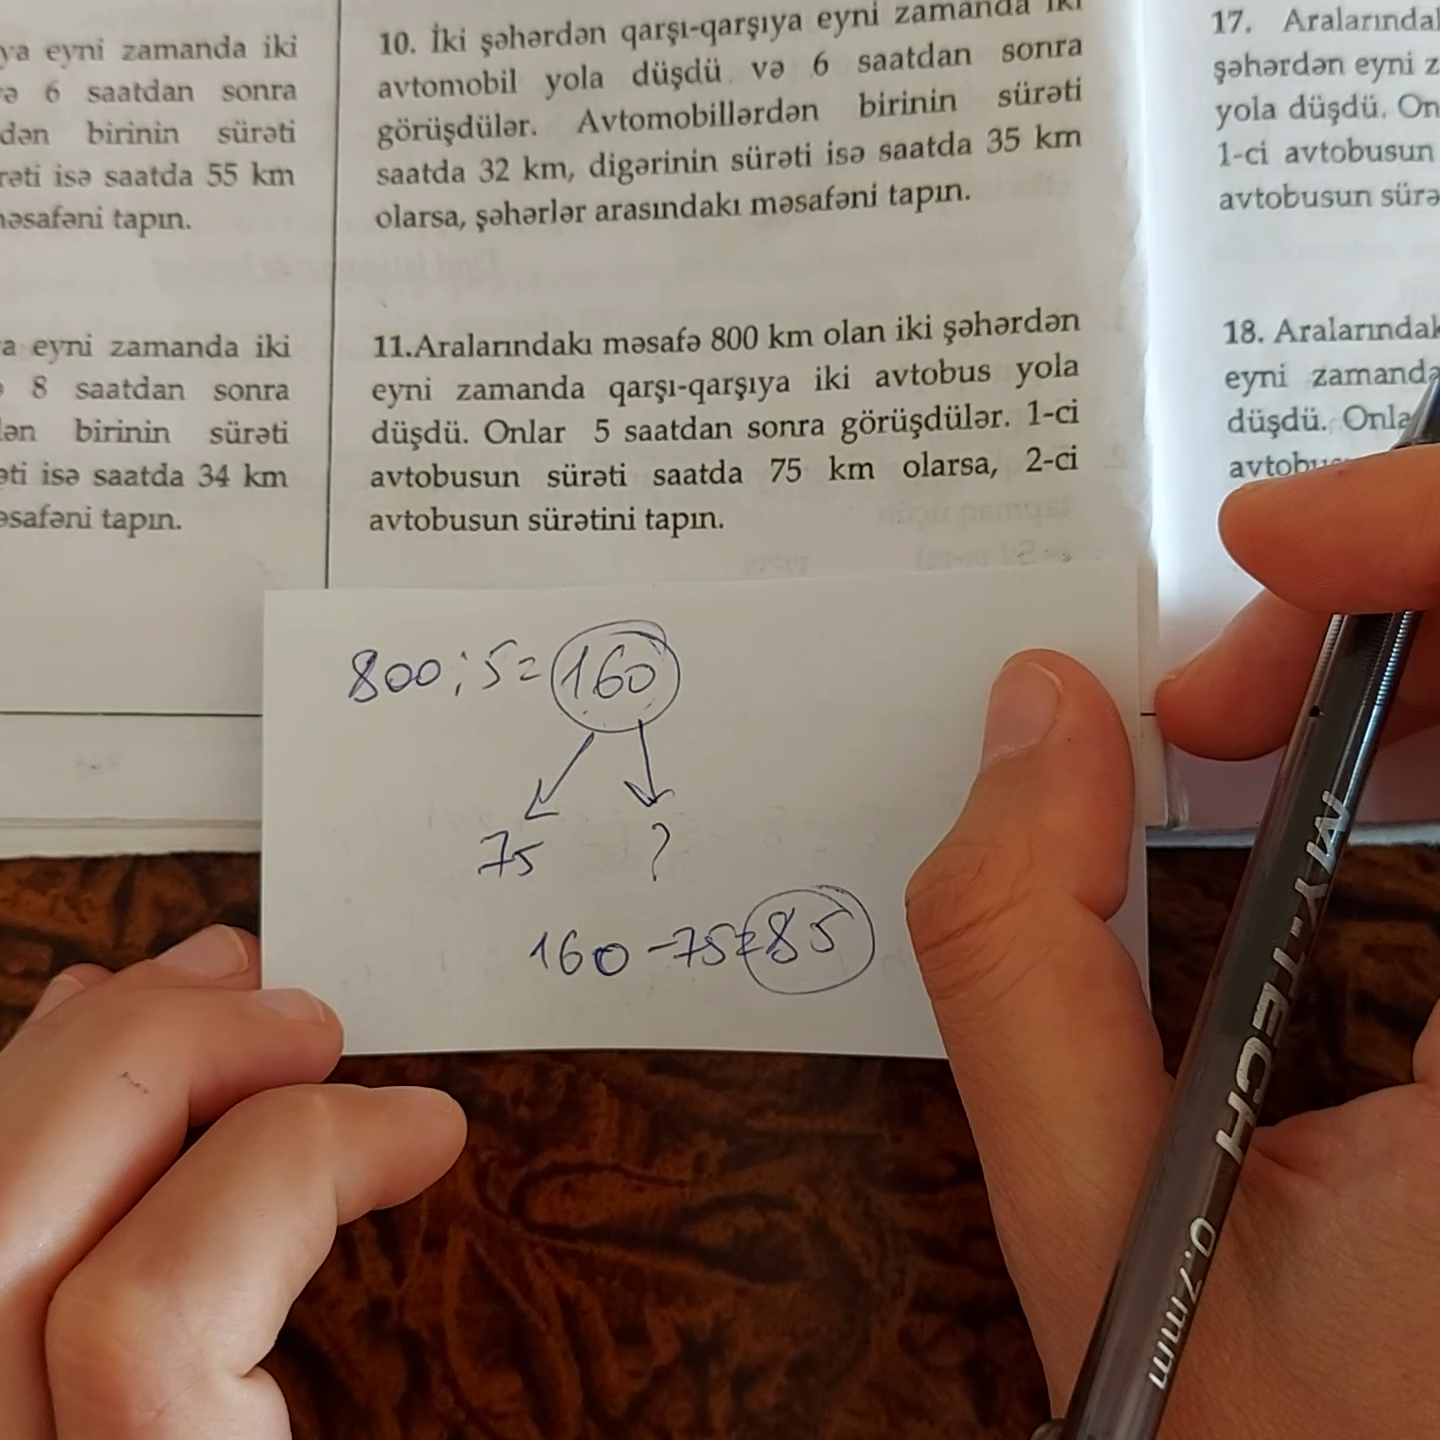 ya eyni zamanda iki
ə 6 saatdan sonra
dən birinin sürəti
rəti isə saatda 55 km
məsafəni tapın.
a eyni zamanda iki
8 saatdan sonra
lən birinin sürəti
əti isə saatda 34 km
əsafəni tapın.
10. İki şəhərdən qarşı-qarşıya eyni zamanda iki
avtomobil yola düşdü və 6 saatdan sonra
görüşdülər. Avtomobillərdən birinin sürəti
saatda 32 km, digərinin sürəti isə saatda 35 km
olarsa, şəhərlər arasındakı məsafəni tapın.
11.Aralarındakı məsafə 800 km olan iki şəhərdən
eyni zamanda qarşı-qarşıya iki avtobus yola
düşdü. Onlar 5 saatdan sonra görüşdülər. 1-ci
avtobusun sürəti saatda 75 km olarsa, 2-ci
avtobusun sürətini tapın.
17. Aralarındal
şəhərdən eyni z
yola düşdü. On
1-ci avtobusun
avtobusun sürə
18. Aralarındak
eyni zamanda
düşdü. Onla
avtobu
800:5=160
75 ?
160-75=85
MY-TECH 0.7mm